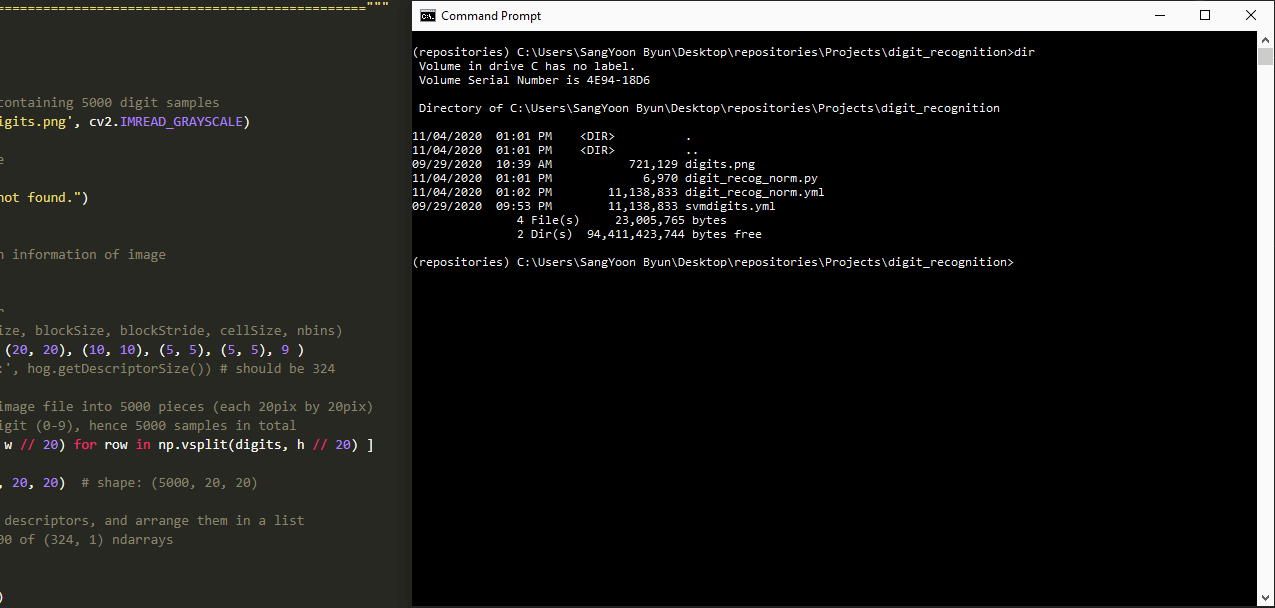 =================================================="""
containing 5000 digit samples
igits.png', cv2.IMREAD_GRAYSCALE)
e
not found.")
n information of image
r
ize, blockSize, blockStride, cellSize, nbins)
(20, 20), (10, 10), (5, 5), (5, 5), 9 )
:', hog.getDescriptorSize()) # should be 324
image file into 5000 pieces (each 20pix by 20pix)
igit (0-9), hence 5000 samples in total
w // 20) for row in np.vsplit(digits, h // 20) ]
, 20, 20)  # shape: (5000, 20, 20)
descriptors, and arrange them in a list
00 of (324, 1) ndarrays
)
Command Prompt
(repositories) C:\Users\SangYoon Byun\Desktop\repositories\Projects\digit_recognition>dir
Volume in drive C has no label.
Volume Serial Number is 4E94-18D6
Directory of C:\Users\SangYoon Byun\Desktop\repositories\Projects\digit_recognition
11/04/2020  01:01 PM    <DIR>          .
11/04/2020  01:01 PM    <DIR>          ..
09/29/2020  10:39 AM           721,129 digits.png
11/04/2020  01:01 PM             6,970 digit_recog_norm.py
11/04/2020  01:02 PM        11,138,833 digit_recog_norm.yml
09/29/2020  09:53 PM        11,138,833 svmdigits.yml
4 File(s)     23,005,765 bytes
2 Dir(s)  94,411,423,744 bytes free
(repositories) C:\Users\SangYoon Byun\Desktop\repositories\Projects\digit_recognition>